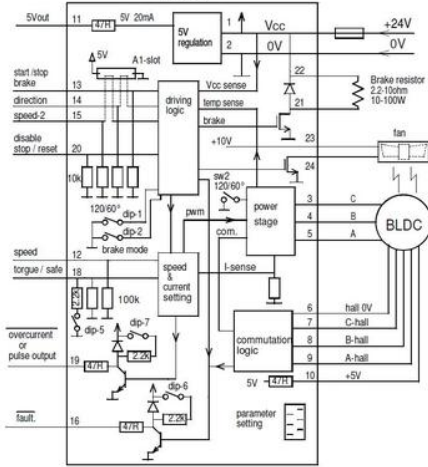 5Vout 11 47R 5V 20mA
5V
regulation
1 Vcc +24V
2 0V 0V
5V A1-slot
start /stop
brake 13
direction 14
speed-2 15
disable
stop / reset 20
10k
driving
logic
Vcc sense
temp sense
brake
22
21
Brake resistor
2.2-10ohm
10-100W
+10V 23
fan
24
sw2
120/60°
120/60° dip-1
dip-2
brake mode
pwm
com.
power
stage
3 C
4 B
5 A
BLDC
speed 12
torgue / safe 18
2.2k
dip-5
100k
speed
&
current
setting
I-sense
commutation
logic
6 hall 0V
7 C-hall
8 B-hall
9 A-hall
5V 47R 10 +5V
overcurrent
or
pulse output
19 47R
dip-7
2.2k
dip-6
2.2k
fault. 16 47R
parameter
setting